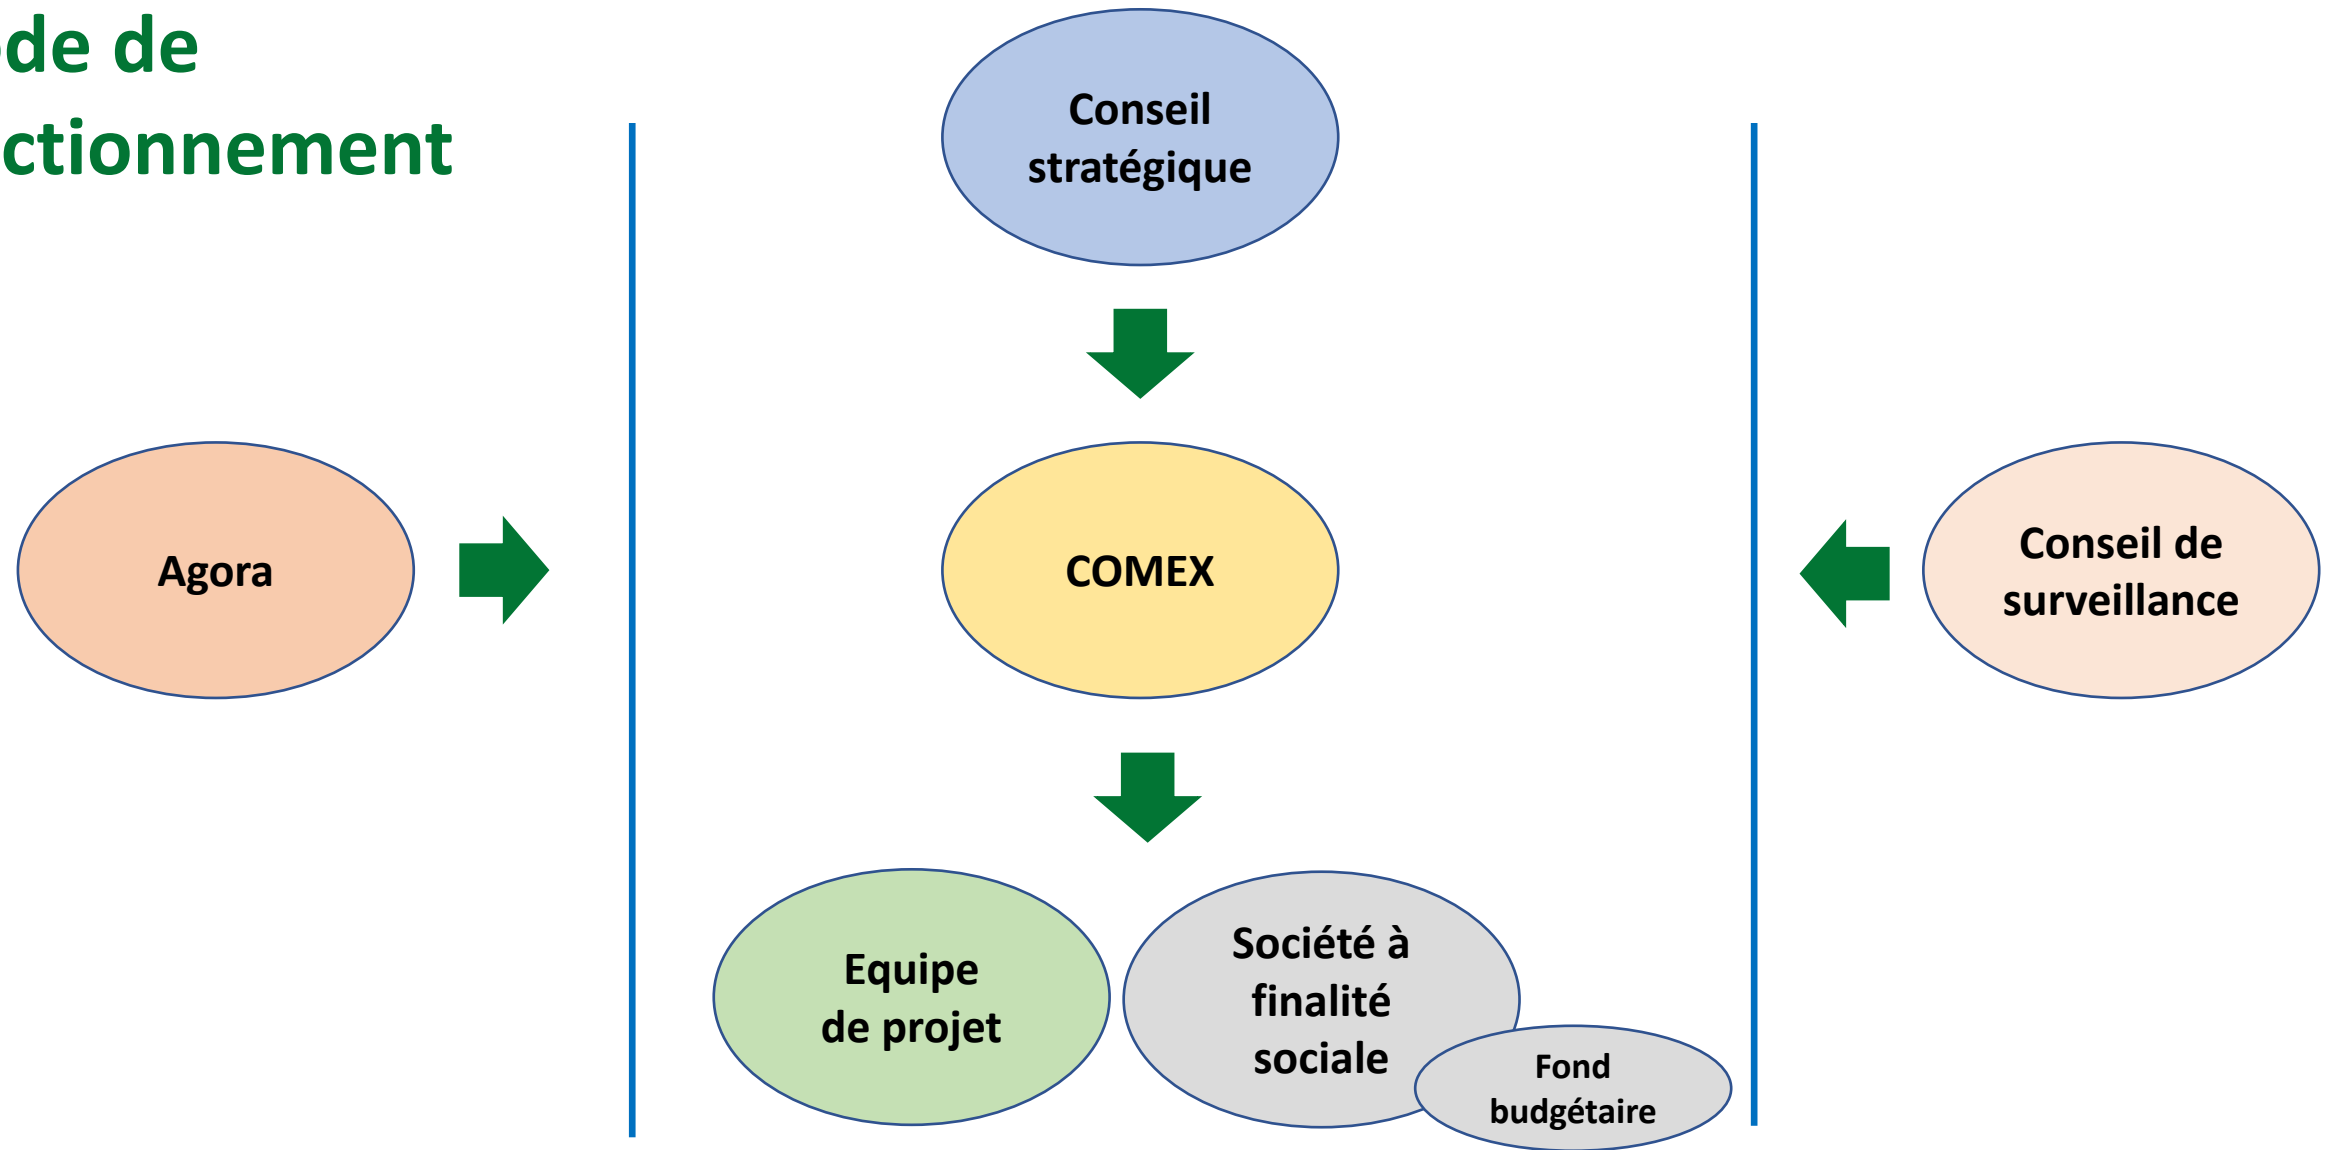 de de
ctionnement
Conseil
stratégique
Agora
COMEX
Conseil de
surveillance
Equipe
de projet
Société à
finalité
sociale
Fond
budgétaire